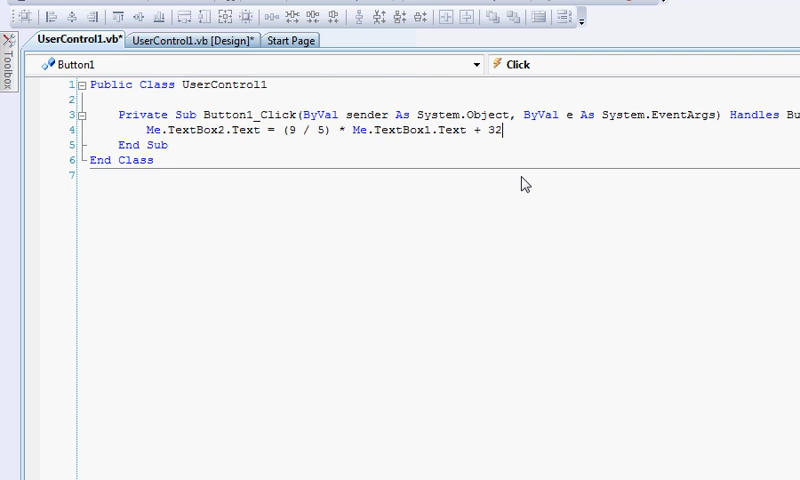 UserControl1.vb* UserControl1.vb [Design]* Start Page
Toolbox
Button1 Click
1 Public Class UserControl1
2
3 Private Sub Button1_Click(ByVal sender As System.Object, ByVal e As System.EventArgs) Handles Bu
4 Me.TextBox2.Text = (9 / 5) * Me.TextBox1.Text + 32
5 End Sub
6 End Class
7